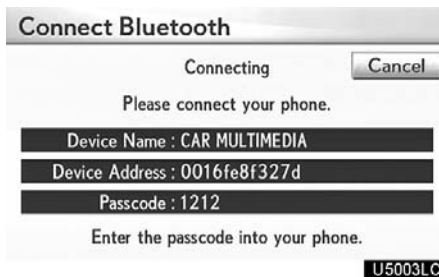 Connect Bluetooth
Connecting
Cancel
Please connect your phone.
Device Name : CAR MULTIMEDIA
Device Address : 0016fe8f327d
Passcode : 1212
Enter the passcode into your phone.
U5003LC